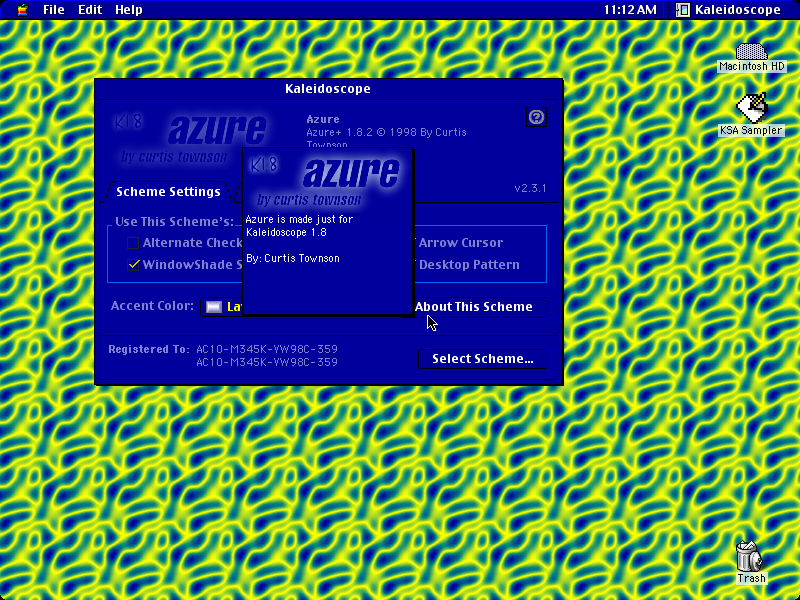 File Edit Help
11:12 AM
Kaleidoscope
Macintosh HD
KSA Sampler
Kaleidoscope
K18 azure
by curtis townson
Azure
Azure+ 1.8.2 © 1998 By Curtis
Townson
v2.3.1
Scheme Settings
K18 azure
by curtis townson
Azure is made just for
Kaleidoscope 1.8
By: Curtis Townson
Use This Scheme's:
Alternate Check
Arrow Cursor
WindowShade S
Desktop Pattern
Accent Color:
La
About This Scheme
Registered To: AC10-M345K-VW98C-359
AC10-M345K-VW98C-359
Select Scheme...
Trash